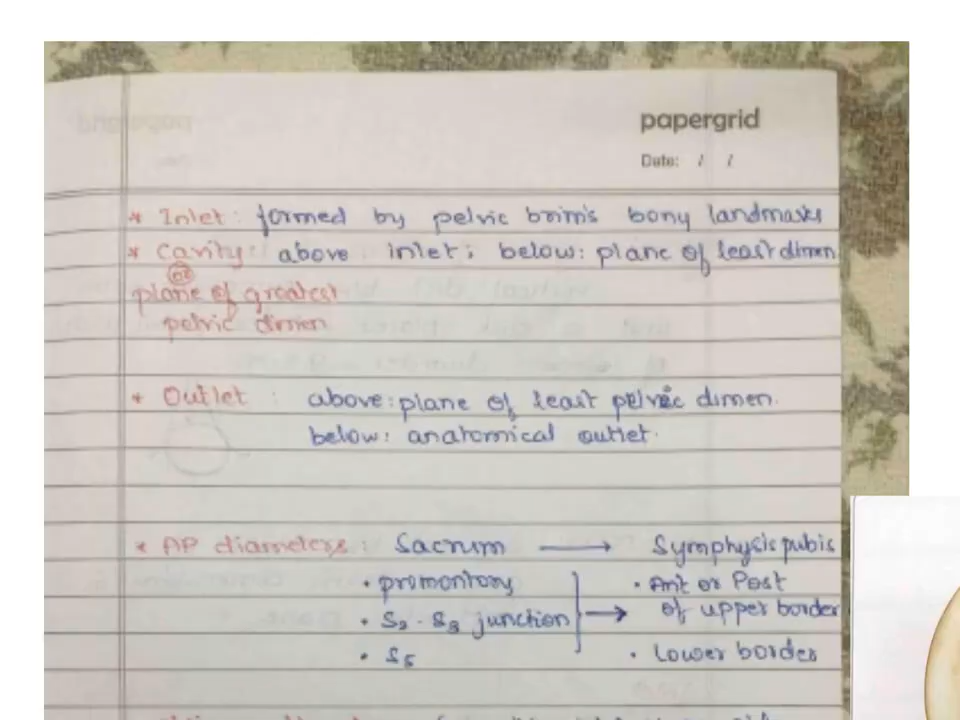 papergrid
Date: / /
* Inlet: formed by pelvic brim's bony landmarks
* Cavity: above inlet; below: plane of least dimen
or
plane of greatest
pelvic dimen
* Outlet : above: plane of least pelvic dimen.
below: anatomical outlet.
* AP diameters: Sacrum → Symphysis pubis
• promontory • Ant or Post
• S2 - S3 junction → of upper border
• S5 • Lower border